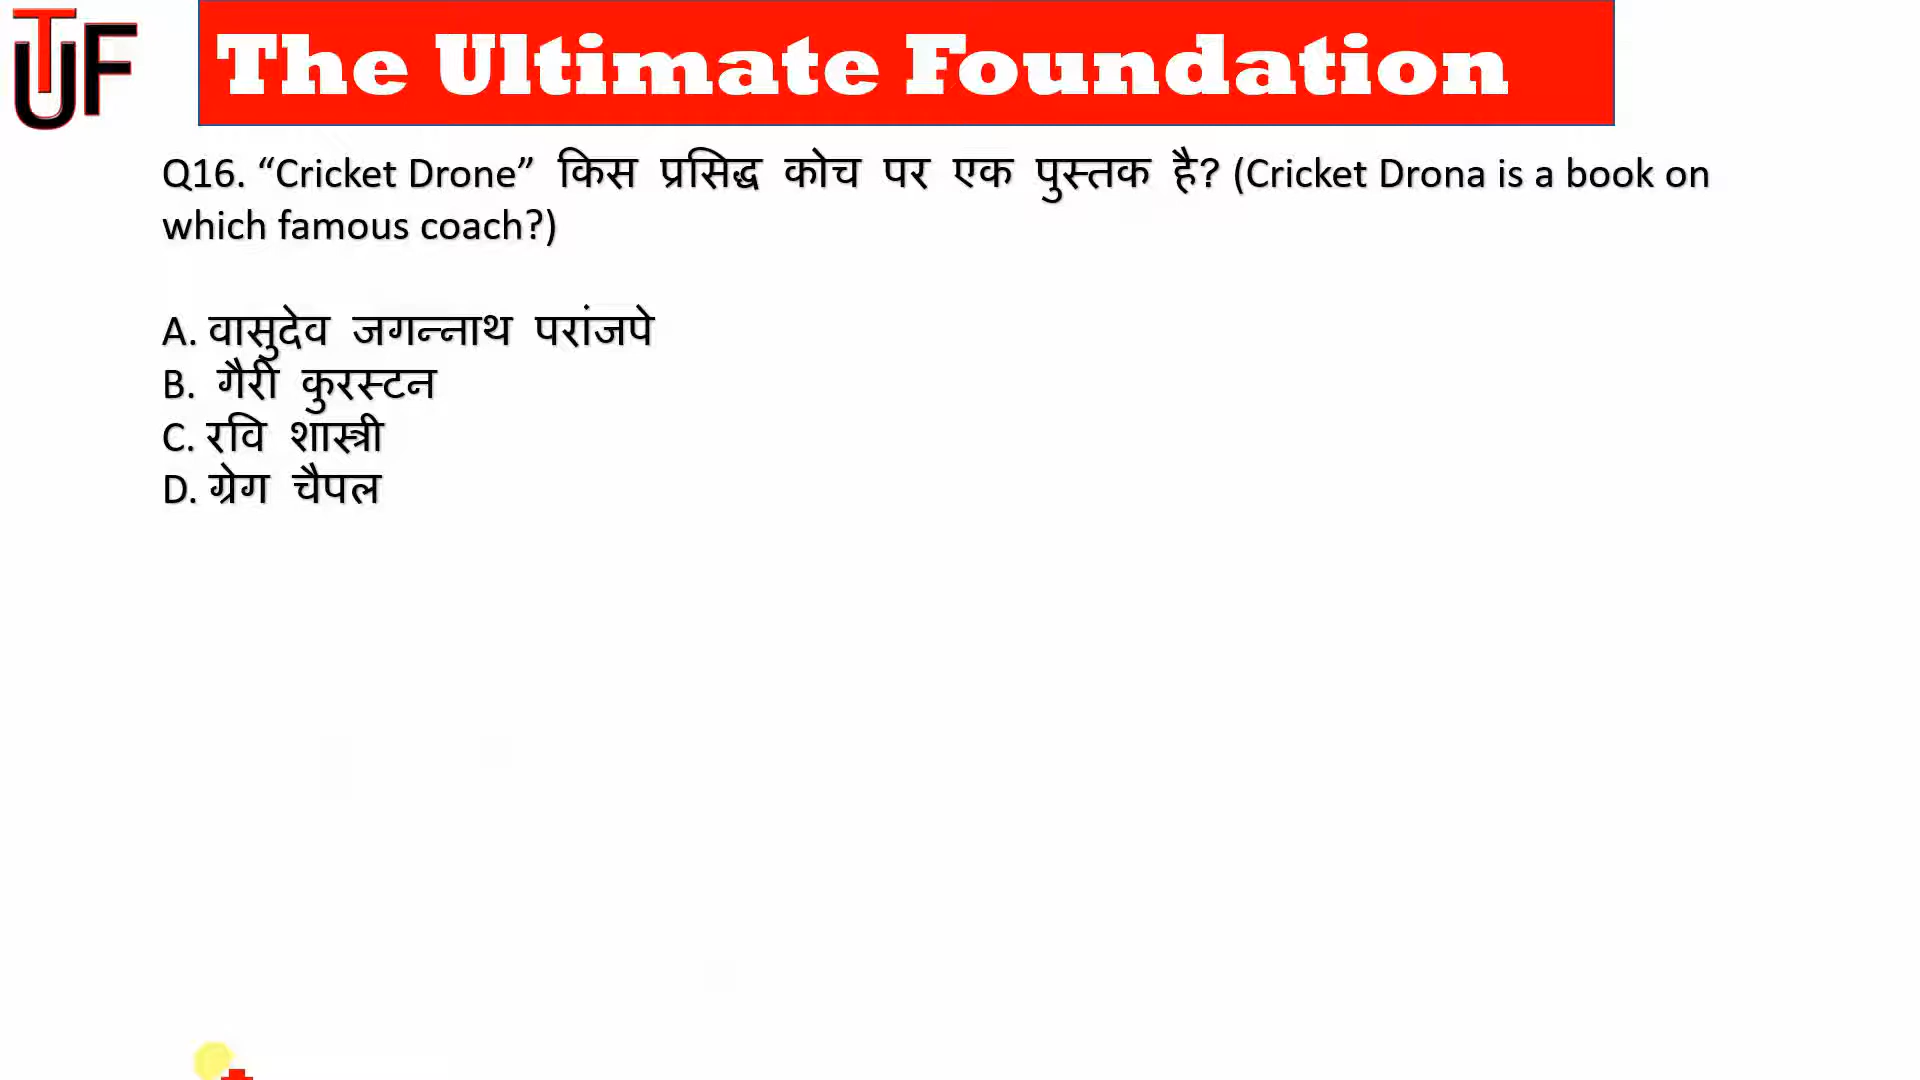 TUF
The Ultimate Foundation
Q16. “Cricket Drone” किस प्रसिद्ध कोच पर एक पुस्तक है? (Cricket Drona is a book on
which famous coach?)
A. वासुदेव जगन्नाथ परांजपे
B. गैरी कुरस्टन
C. रवि शास्त्री
D. ग्रेग चैपल